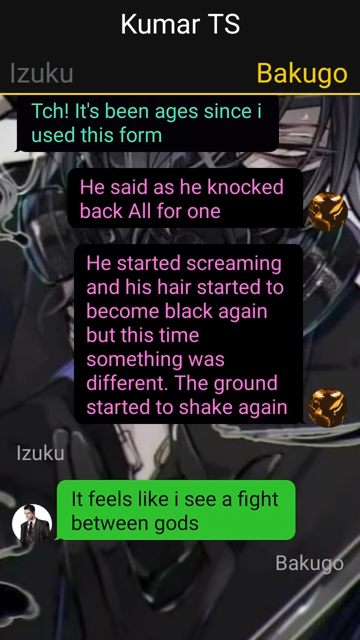 Kumar TS
Izuku
Bakugo
Tch! It's been ages since i
used this form
He said as he knocked
back All for one
He started screaming
and his hair started to
become black again
but this time
something was
different. The ground
started to shake again
Izuku
It feels like i see a fight
between gods
Bakugo